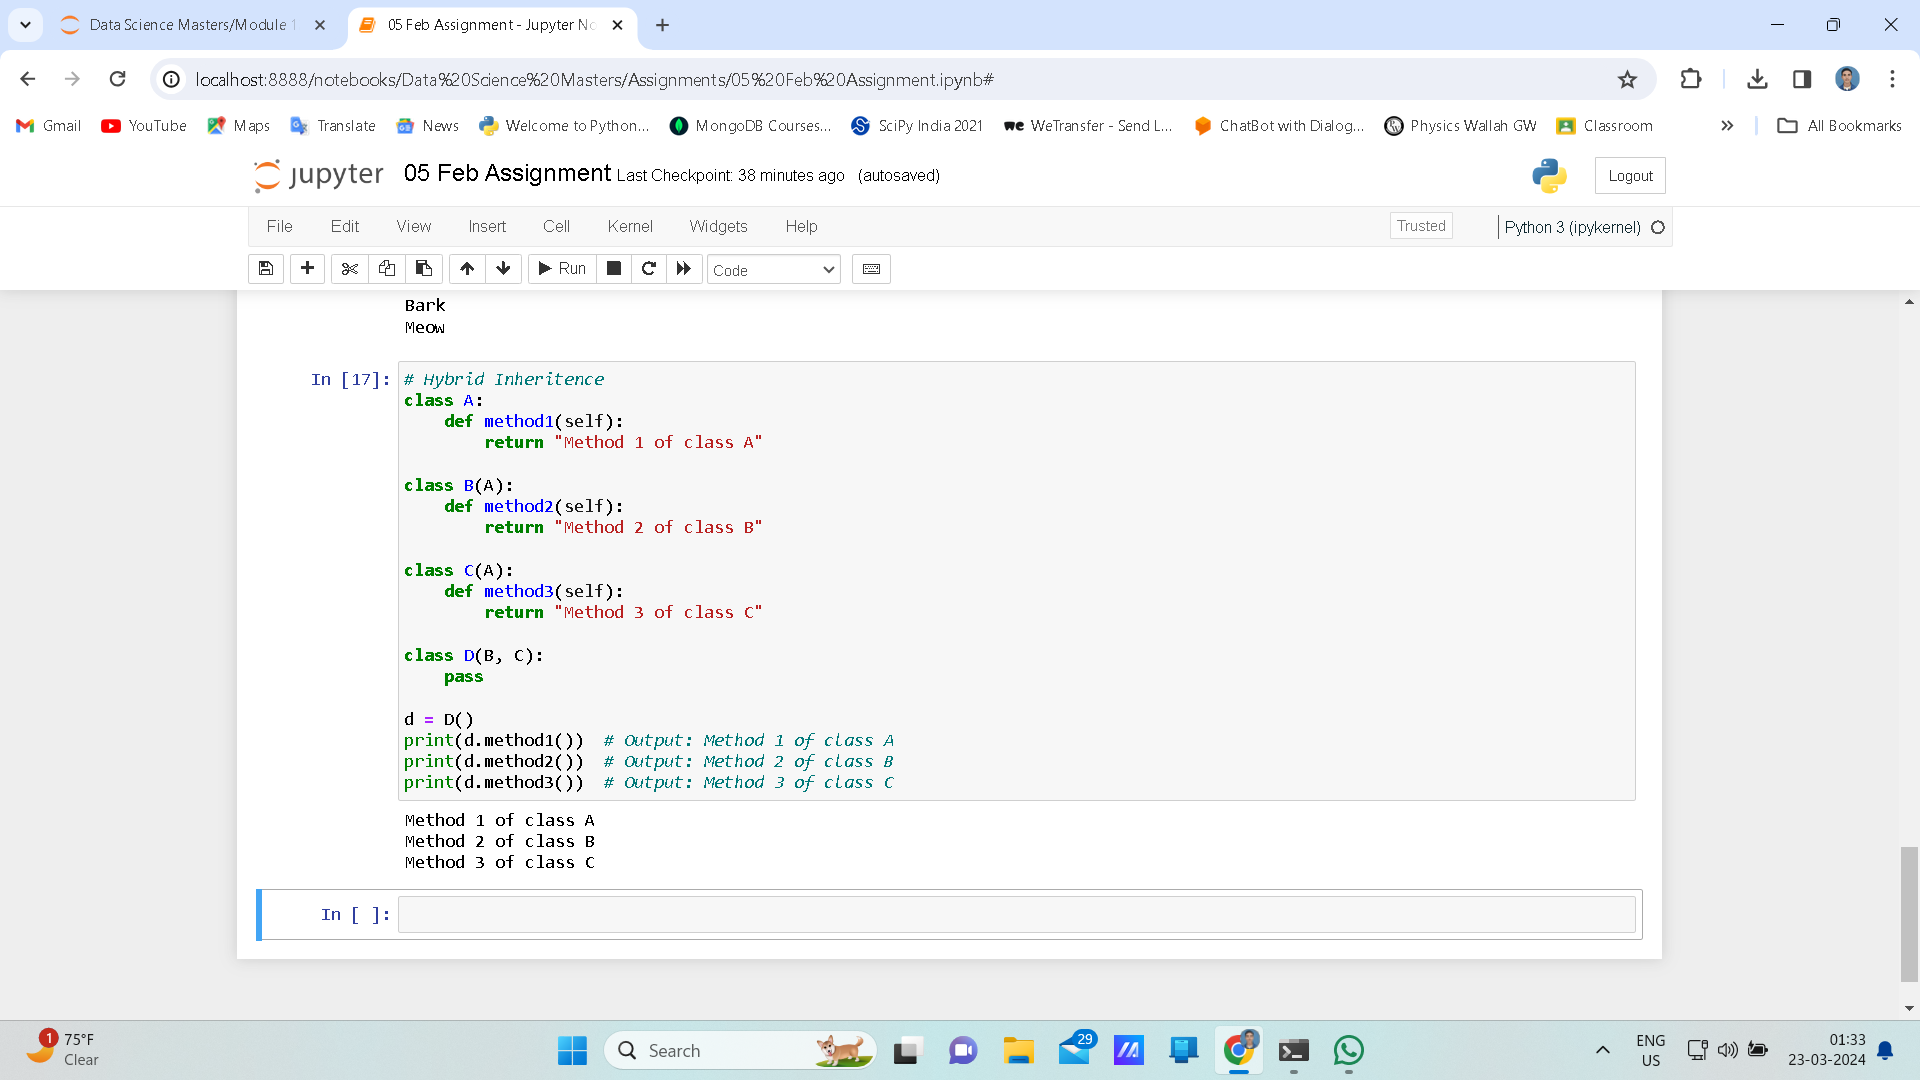 Data Science Masters/Module 1
05 Feb Assignment - Jupyter No
localhost:8888/notebooks/Data%20Science%20Masters/Assignments/05%20Feb%20Assignment.ipynb#
Gmail YouTube Maps Translate News Welcome to Python... MongoDB Courses... SciPy India 2021 WeTransfer - Send L... ChatBot with Dialog... Physics Wallah GW Classroom » All Bookmarks
jupyter 05 Feb Assignment Last Checkpoint: 38 minutes ago (autosaved) Logout
File Edit View Insert Cell Kernel Widgets Help Trusted Python 3 (ipykernel)
Run Code
Bark
Meow
In [17]: # Hybrid Inheritence
class A:
    def method1(self):
        return "Method 1 of class A"
class B(A):
    def method2(self):
        return "Method 2 of class B"
class C(A):
    def method3(self):
        return "Method 3 of class C"
class D(B, C):
    pass
d = D()
print(d.method1())  # Output: Method 1 of class A
print(d.method2())  # Output: Method 2 of class B
print(d.method3())  # Output: Method 3 of class C
Method 1 of class A
Method 2 of class B
Method 3 of class C
In [ ]:
1 75°F
Clear
Search
29
ENG
US
01:33
23-03-2024